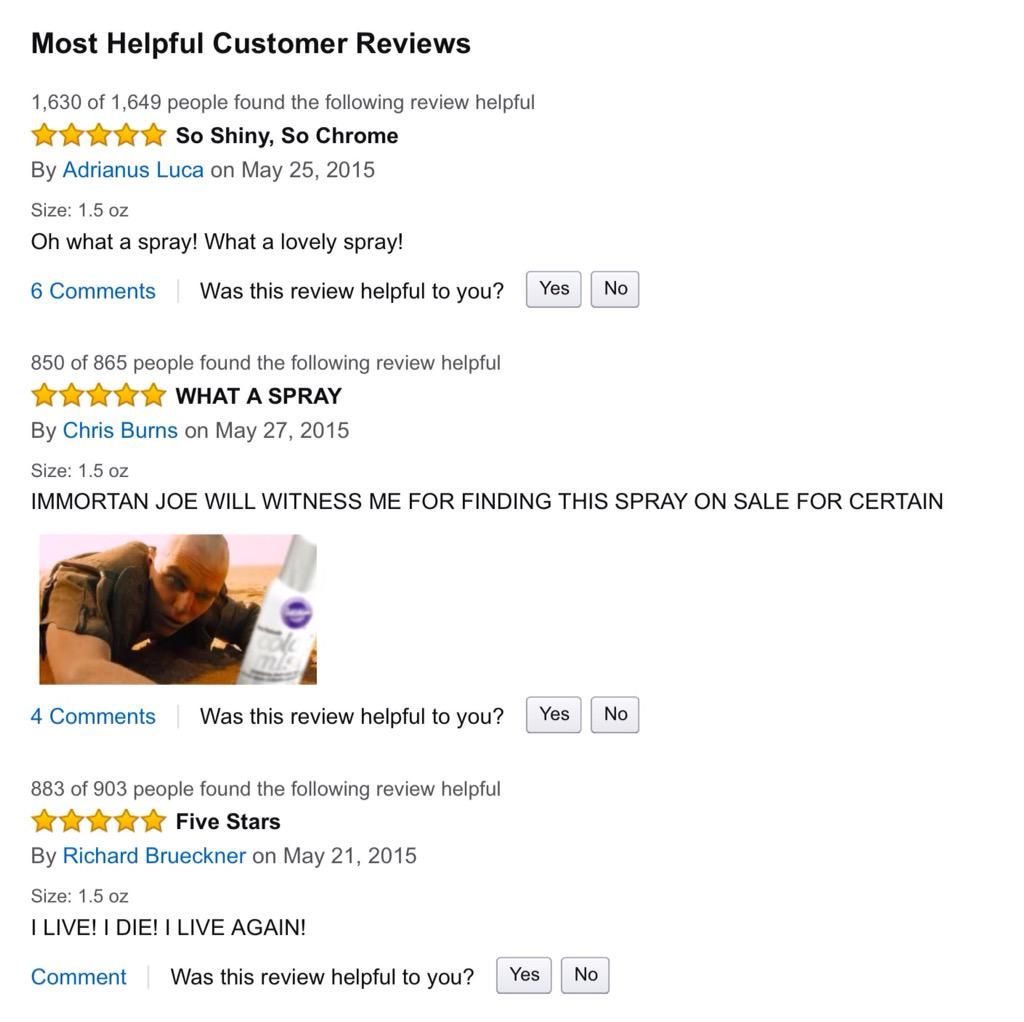 Most Helpful Customer Reviews
1,630 of 1,649 people found the following review helpful
So Shiny, So Chrome
By Adrianus Luca on May 25, 2015
Size: 1.5 oz
Oh what a spray! What a lovely spray!
6 Comments Was this review helpful to you? Yes No
850 of 865 people found the following review helpful
WHAT A SPRAY
By Chris Burns on May 27, 2015
Size: 1.5 oz
IMMORTAN JOE WILL WITNESS ME FOR FINDING THIS SPRAY ON SALE FOR CERTAIN
4 Comments Was this review helpful to you? Yes No
883 of 903 people found the following review helpful
Five Stars
By Richard Brueckner on May 21, 2015
Size: 1.5 oz
I LIVE! I DIE! I LIVE AGAIN!
Comment Was this review helpful to you? Yes No